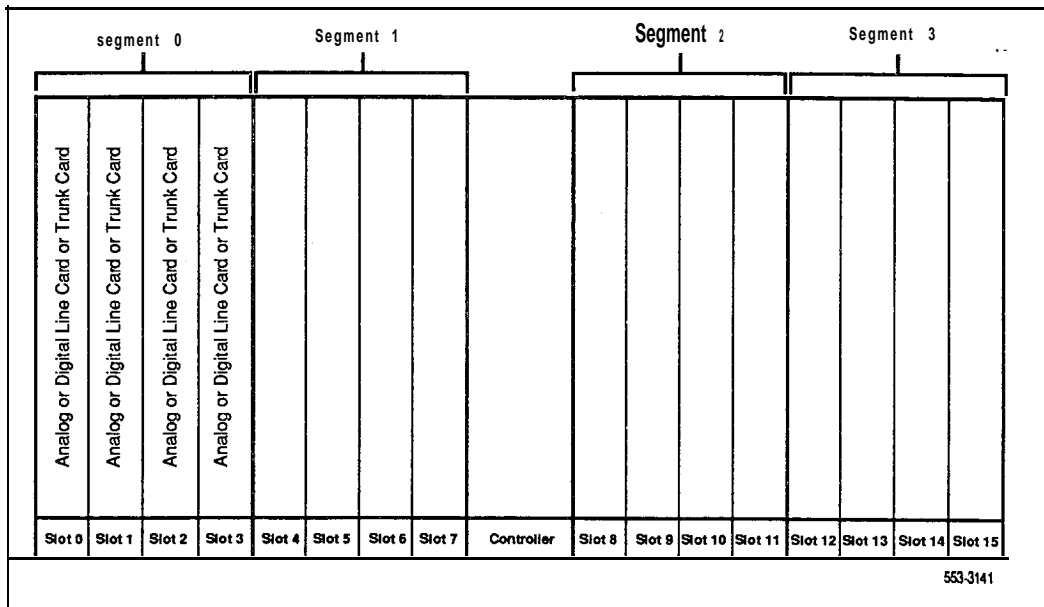 segment 0
Segment 1
Segment 2
Segment 3
Analog or Digital Line Card or Trunk Card
Analog or Digital Line Card or Trunk Card
Analog or Digital Line Card or Trunk Card
Analog or Digital Line Card or Trunk Card
Slot 0
Slot 1
Slot 2
Slot 3
Slot 4
Slot 5
Slot 6
Slot 7
Controller
Slot 8
Slot 9
Slot 10
Slot 11
Slot 12
Slot 13
Slot 14
Slot 15
553-3141